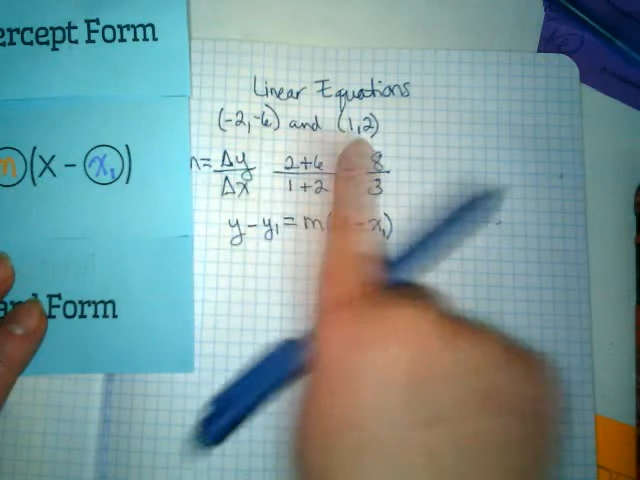 ercept Form
m(x - x₁)
Form
Linear Equations
(-2,-6) and (1,2)
m = Δy/Δx 2+6/1+2 = 8/3
y - y₁ = m( - x₁)